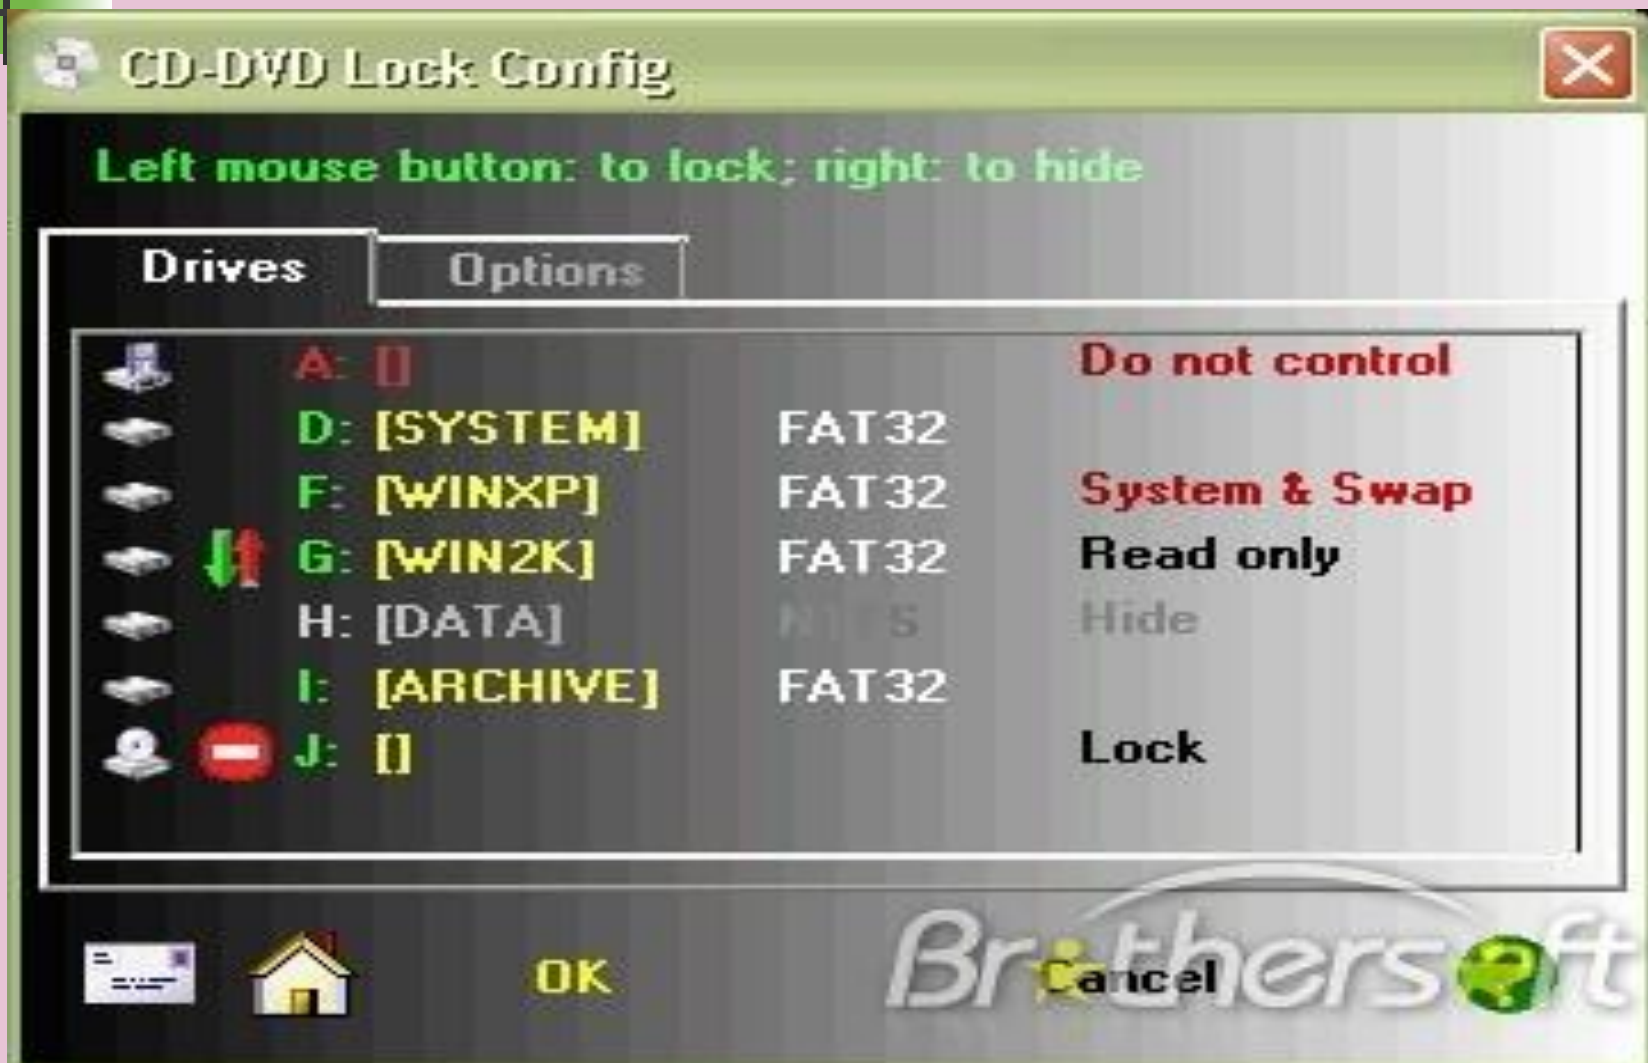 CD-DVD Lock Config
Left mouse button: to lock; right: to hide
Drives Options
A: [] Do not control
D: [SYSTEM] FAT32
F: [WINXP] FAT32 System & Swap
G: [WIN2K] FAT32 Read only
H: [DATA] NTFS Hide
I: [ARCHIVE] FAT32
J: [] Lock
OK Cancel
Brothersoft